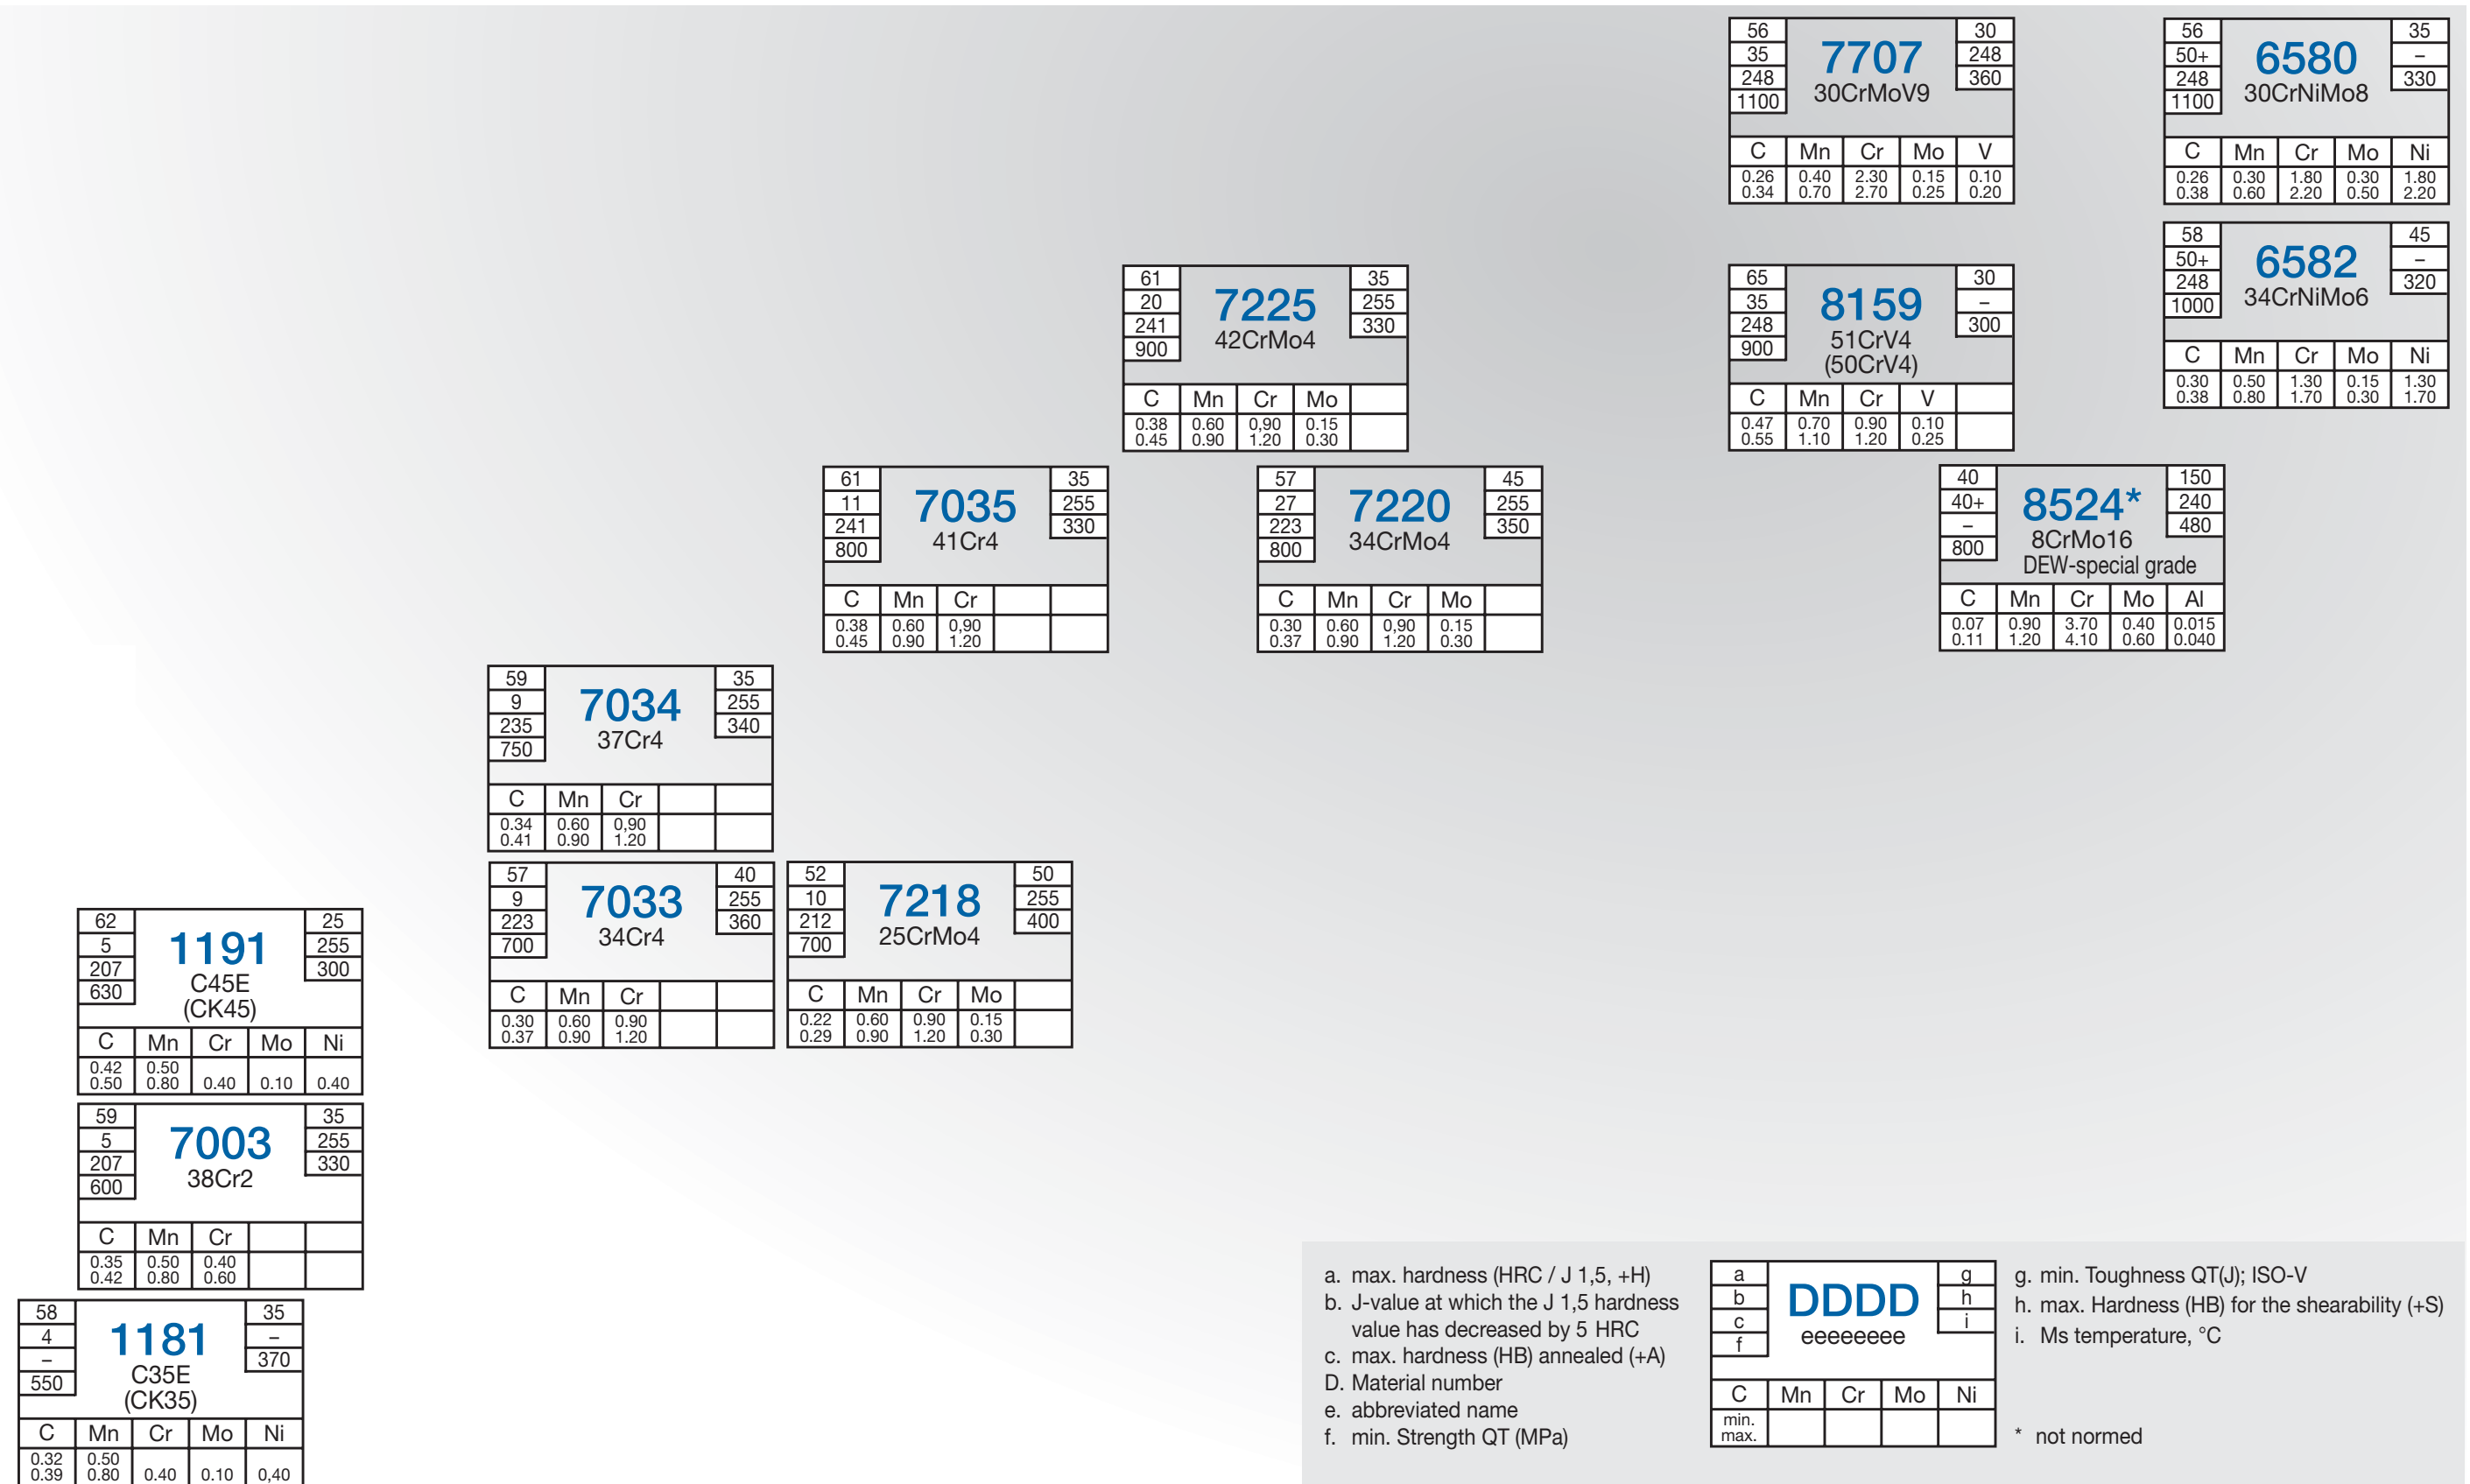 56
35
248
1100
7707
30CrMoV9
30
248
360
C Mn Cr Mo V
0.26 0.40 2.30 0.15 0.10
0.34 0.70 2.70 0.25 0.20
56
50+
248
1100
6580
30CrNiMo8
35
–
330
C Mn Cr Mo Ni
0.26 0.30 1.80 0.30 1.80
0.38 0.60 2.20 0.50 2.20
58
50+
248
1000
6582
34CrNiMo6
45
–
320
C Mn Cr Mo Ni
0.30 0.50 1.30 0.15 1.30
0.38 0.80 1.70 0.30 1.70
61
20
241
900
7225
42CrMo4
35
255
330
C Mn Cr Mo
0.38 0.60 0,90 0.15
0.45 0.90 1.20 0.30
65
35
248
900
8159
51CrV4
(50CrV4)
30
–
300
C Mn Cr V
0.47 0.70 0.90 0.10
0.55 1.10 1.20 0.25
61
11
241
800
7035
41Cr4
35
255
330
C Mn Cr
0.38 0.60 0,90
0.45 0.90 1.20
57
27
223
800
7220
34CrMo4
45
255
350
C Mn Cr Mo
0.30 0.60 0,90 0.15
0.37 0.90 1.20 0.30
40
40+
–
800
8524*
8CrMo16
DEW-special grade
150
240
480
C Mn Cr Mo Al
0.07 0.90 3.70 0.40 0.015
0.11 1.20 4.10 0.60 0.040
59
9
235
750
7034
37Cr4
35
255
340
C Mn Cr
0.34 0.60 0,90
0.41 0.90 1.20
57
9
223
700
7033
34Cr4
40
255
360
C Mn Cr
0.30 0.60 0.90
0.37 0.90 1.20
52
10
212
700
7218
25CrMo4
50
255
400
C Mn Cr Mo
0.22 0.60 0.90 0.15
0.29 0.90 1.20 0.30
62
5
207
630
1191
C45E
(CK45)
25
255
300
C Mn Cr Mo Ni
0.42 0.50
0.50 0.80 0.40 0.10 0.40
59
5
207
600
7003
38Cr2
35
255
330
C Mn Cr
0.35 0.50 0.40
0.42 0.80 0.60
58
4
–
550
1181
C35E
(CK35)
35
–
370
C Mn Cr Mo Ni
0.32 0.50
0.39 0.80 0.40 0.10 0,40
a. max. hardness (HRC / J 1,5, +H)
b. J-value at which the J 1,5 hardness
value has decreased by 5 HRC
c. max. hardness (HB) annealed (+A)
D. Material number
e. abbreviated name
f. min. Strength QT (MPa)
a
b
c
f
DDDD
eeeeeeee
g
h
i
C Mn Cr Mo Ni
min.
max.
g. min. Toughness QT(J); ISO-V
h. max. Hardness (HB) for the shearability (+S)
i. Ms temperature, °C
* not normed